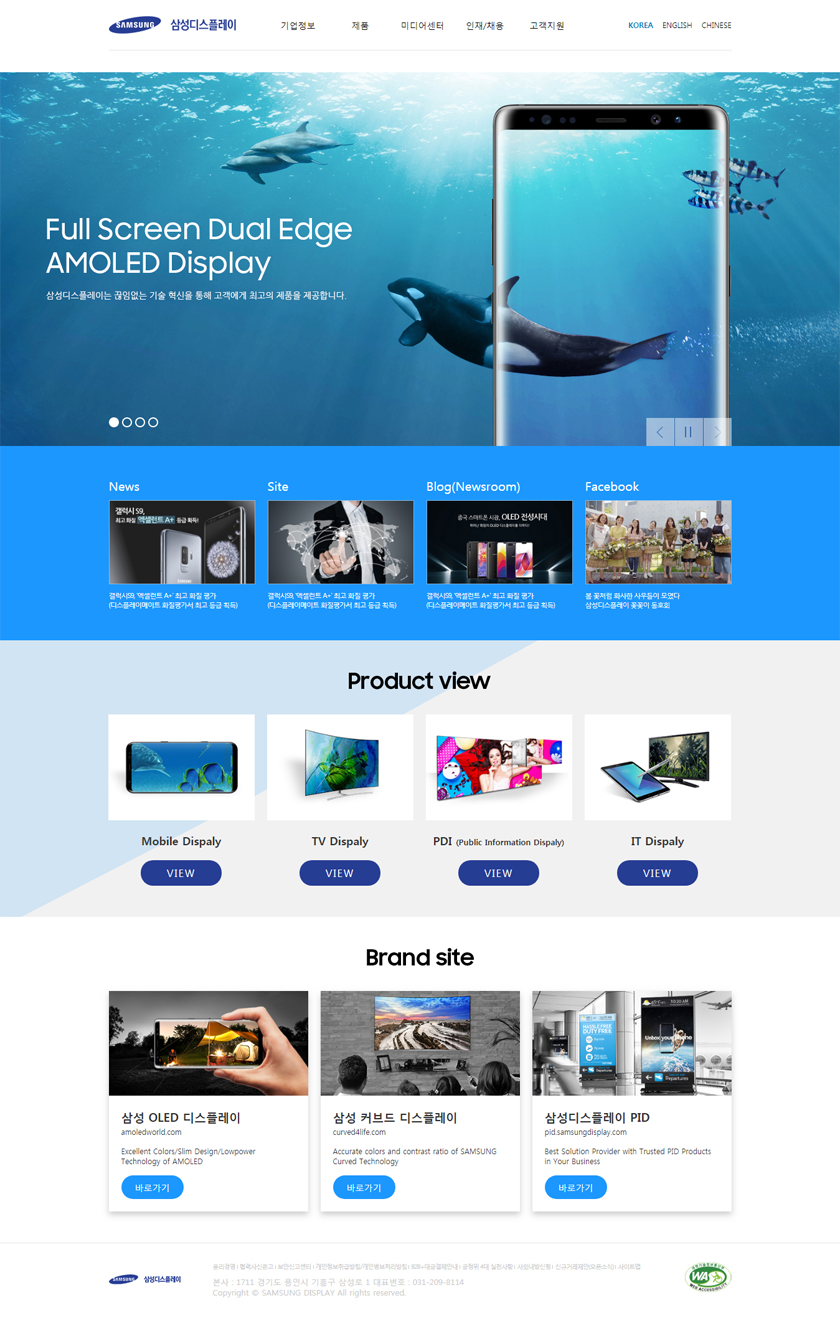 SAMSUNG 삼성디스플레이
기업정보 제품 미디어센터 인재/채용 고객지원
KOREA ENGLISH CHINESE
Full Screen Dual Edge
AMOLED Display
삼성디스플레이는 끊임없는 기술 혁신을 통해 고객에게 최고의 제품을 제공합니다.
News
갤럭시 S9,
최고 화질 '엑셀런트 A+' 등급 획득!
갤럭시S9, '엑셀런트 A+' 최고 화질 평가
(디스플레이메이트 화질평가서 최고 등급 획득)
Site
갤럭시S9, '엑셀런트 A+' 최고 화질 평가
(디스플레이메이트 화질평가서 최고 등급 획득)
Blog(Newsroom)
중국 스마트폰 시장, OLED 전성시대
갤럭시S9, '엑셀런트 A+' 최고 화질 평가
(디스플레이메이트 화질평가서 최고 등급 획득)
Facebook
봄 꽃처럼 화사한 사우들이 모였다
삼성디스플레이 꽃꽂이 동호회
Product view
Mobile Dispaly
VIEW
TV Dispaly
VIEW
PDI (Public Information Dispaly)
VIEW
IT Dispaly
VIEW
Brand site
삼성 OLED 디스플레이
amoledworld.com
Excellent Colors/Slim Design/Lowpower
Technology of AMOLED
바로가기
삼성 커브드 디스플레이
curved4life.com
Accurate colors and contrast ratio of SAMSUNG
Curved Technology
바로가기
HASSLE-FREE
DUTY FREE
Departures
Unbox your phone
Departures
삼성디스플레이 PID
pid.samsungdisplay.com
Best Solution Provider with Trusted PID Products
in Your Business
바로가기
SAMSUNG 삼성디스플레이
본사 : 1711 경기도 용인시 기흥구 삼성로 1 대표번호 : 031-209-8114
Copyright © SAMSUNG DISPLAY All rights reserved.
WA
WEB ACCESSIBILITY